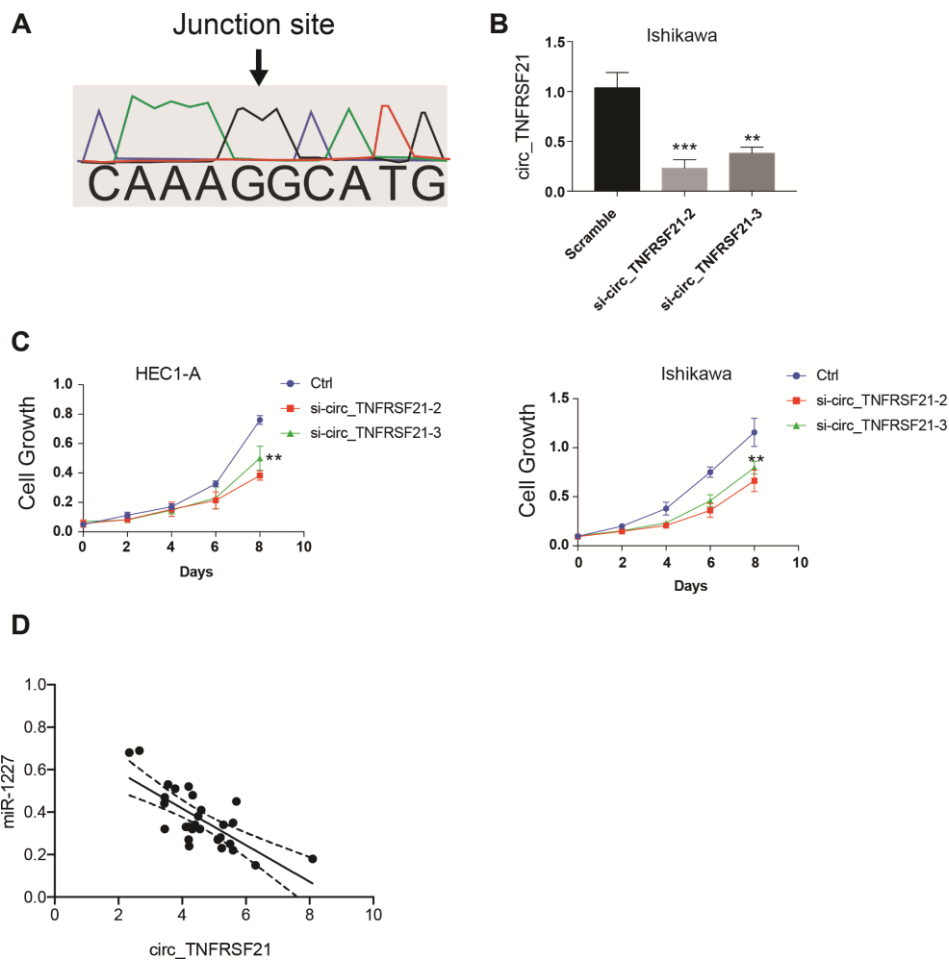 A
Junction site
CAAAGGCATG
B
Ishikawa
circ_TNFRSF21
1.5
1.0
0.5
0.0
***
**
Scramble
si-circ_TNFRSF21-2
si-circ_TNFRSF21-3
C
HEC1-A
Cell Growth
1.0
0.8
0.6
0.4
0.2
0.0
0 2 4 6 8 10
Days
**
Ctrl
si-circ_TNFRSF21-2
si-circ_TNFRSF21-3
Ishikawa
Cell Growth
1.5
1.0
0.5
0.0
0 2 4 6 8 10
Days
**
Ctrl
si-circ_TNFRSF21-2
si-circ_TNFRSF21-3
D
miR-1227
1.0
0.8
0.6
0.4
0.2
0.0
0 2 4 6 8 10
circ_TNFRSF21